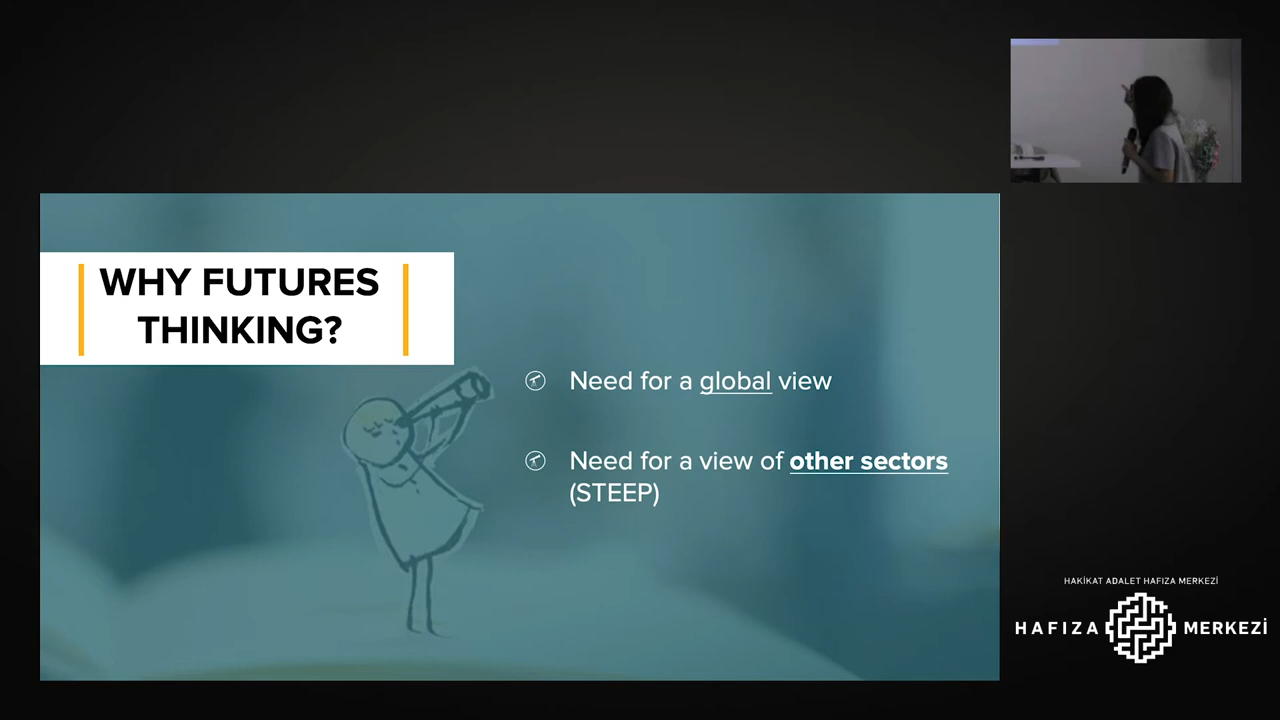 WHY FUTURES
THINKING?
Need for a global view
Need for a view of other sectors
(STEEP)
HAKİKAT ADALET HAFIZA MERKEZİ
HAFIZA MERKEZİ